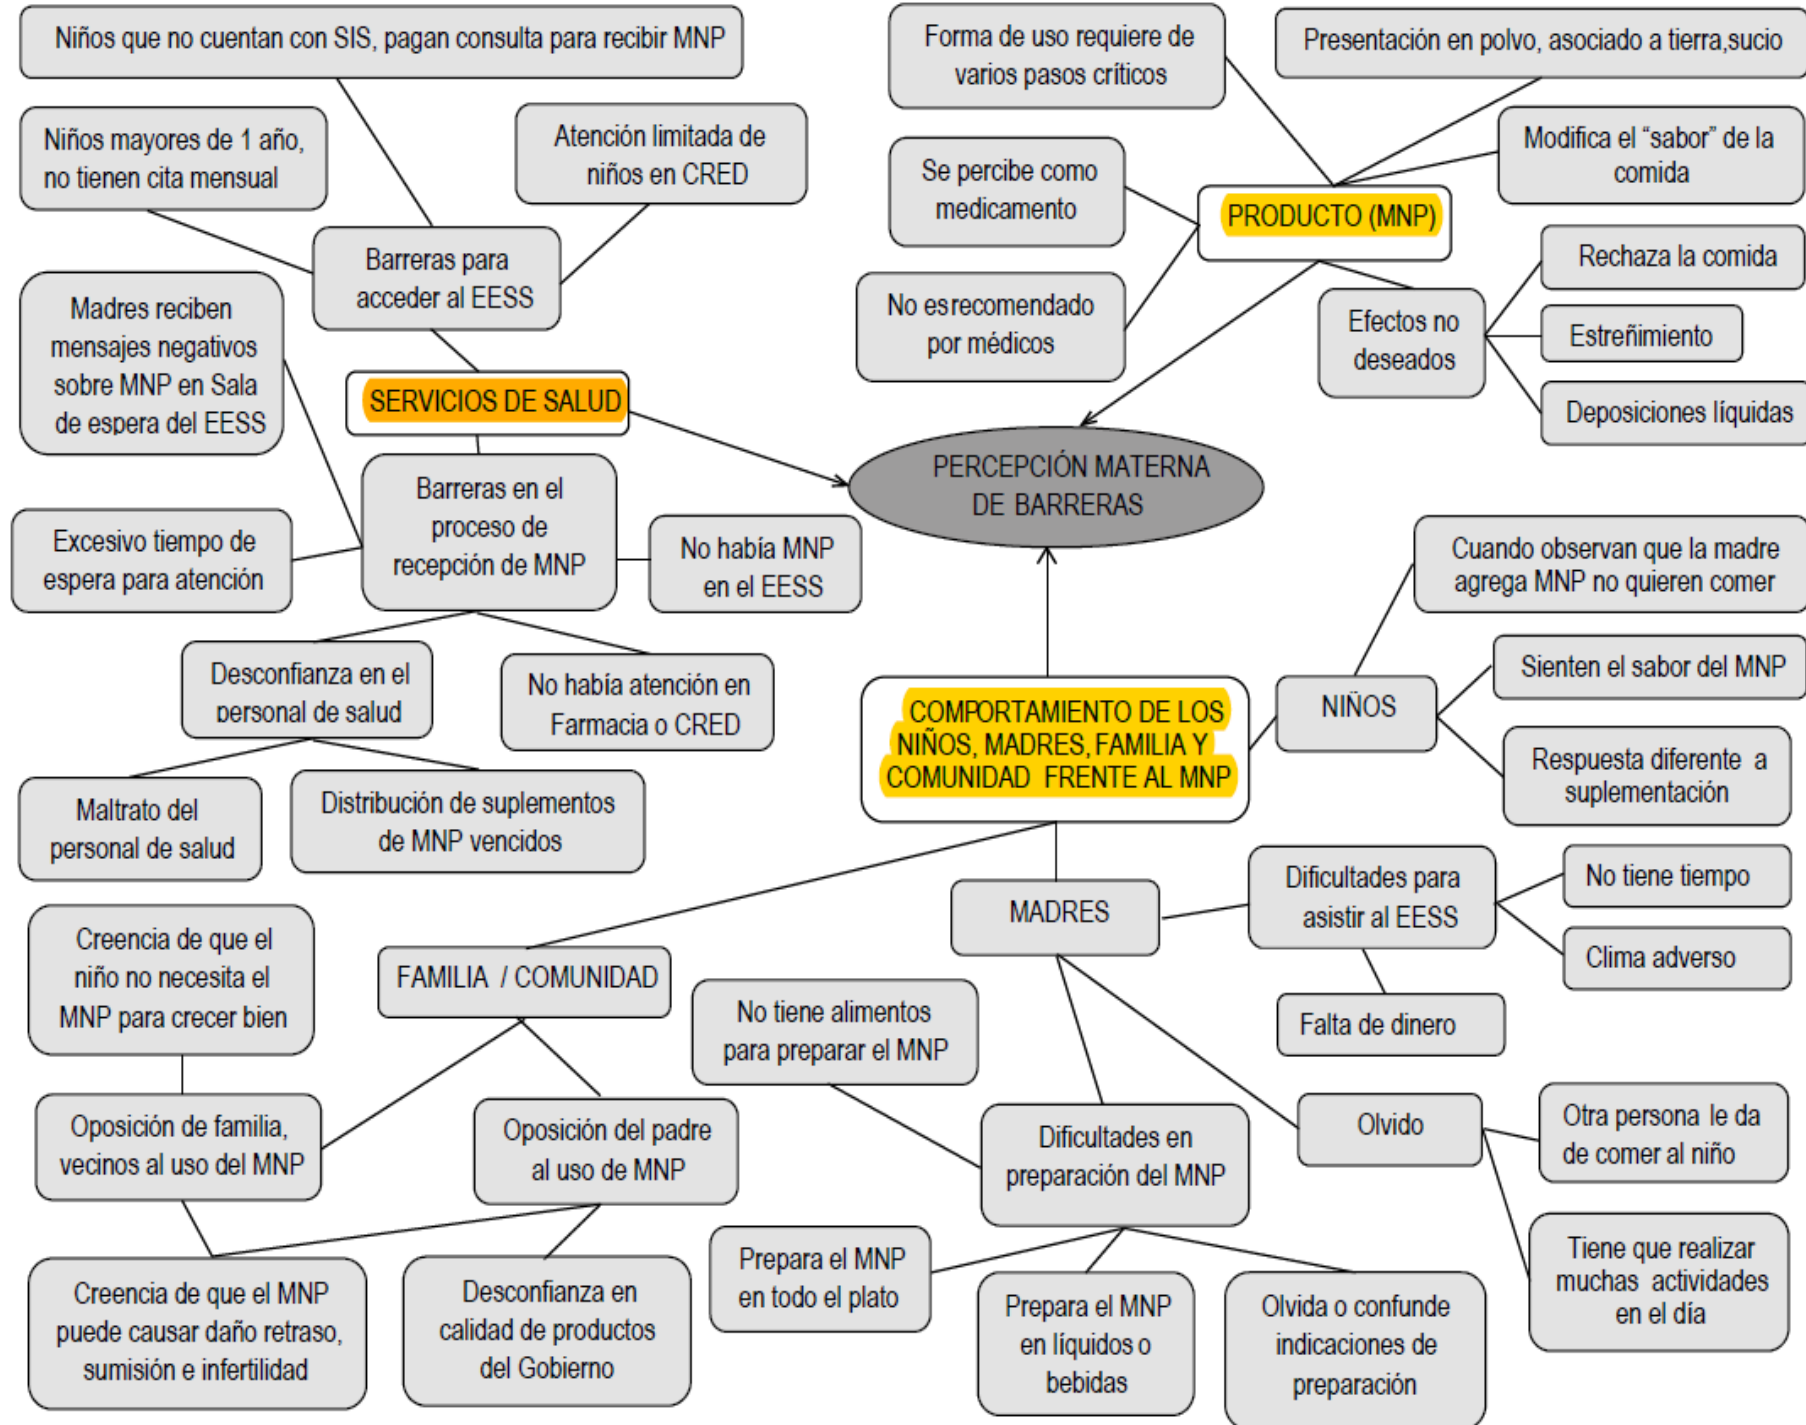 Niños que no cuentan con SIS, pagan consulta para recibir MNP
Niños mayores de 1 año,
no tienen cita mensual
Atención limitada de
niños en CRED
Barreras para
acceder al EESS
Madres reciben
mensajes negativos
sobre MNP en Sala
de espera del EESS
SERVICIOS DE SALUD
Barreras en el
proceso de
recepción de MNP
Excesivo tiempo de
espera para atención
No había MNP
en el EESS
Desconfianza en el
personal de salud
No había atención en
Farmacia o CRED
Maltrato del
personal de salud
Distribución de suplementos
de MNP vencidos
Forma de uso requiere de
varios pasos críticos
Presentación en polvo, asociado a tierra,sucio
Se percibe como
medicamento
Modifica el “sabor” de la
comida
PRODUCTO (MNP)
No es recomendado
por médicos
Efectos no
deseados
Rechaza la comida
Estreñimiento
Deposiciones líquidas
PERCEPCIÓN MATERNA
DE BARRERAS
Cuando observan que la madre
agrega MNP no quieren comer
Sienten el sabor del MNP
NIÑOS
Respuesta diferente a
suplementación
COMPORTAMIENTO DE LOS
NIÑOS, MADRES, FAMILIA Y
COMUNIDAD FRENTE AL MNP
MADRES
Dificultades para
asistir al EESS
No tiene tiempo
Clima adverso
Falta de dinero
Creencia de que el
niño no necesita el
MNP para crecer bien
FAMILIA / COMUNIDAD
No tiene alimentos
para preparar el MNP
Oposición de familia,
vecinos al uso del MNP
Oposición del padre
al uso de MNP
Dificultades en
preparación del MNP
Olvido
Otra persona le da
de comer al niño
Tiene que realizar
muchas actividades
en el día
Creencia de que el MNP
puede causar daño retraso,
sumisión e infertilidad
Desconfianza en
calidad de productos
del Gobierno
Prepara el MNP
en todo el plato
Prepara el MNP
en líquidos o
bebidas
Olvida o confunde
indicaciones de
preparación